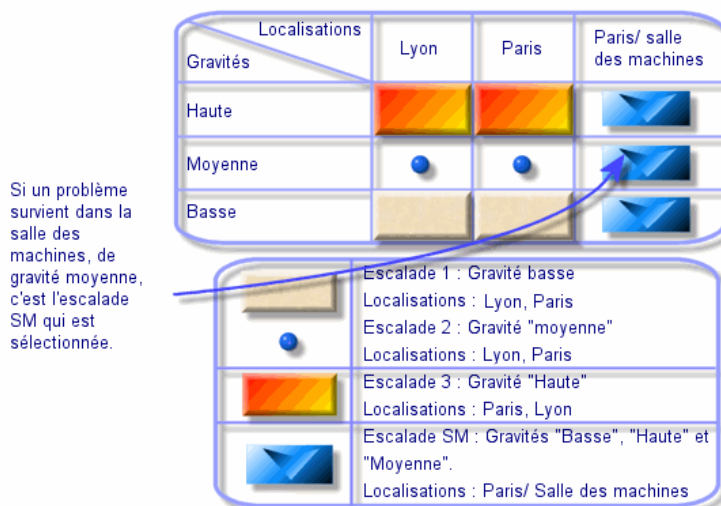 Localisations
Gravités
Lyon
Paris
Paris/ salle
des machines
Haute
Moyenne
Basse
Si un problème
survient dans la
salle des
machines, de
gravité moyenne,
c'est l'escalade
SM qui est
sélectionnée.
Escalade 1 : Gravité basse
Localisations : Lyon, Paris
Escalade 2 : Gravité "moyenne"
Localisations : Lyon, Paris
Escalade 3 : Gravité "Haute"
Localisations : Paris, Lyon
Escalade SM : Gravités "Basse", "Haute" et
"Moyenne".
Localisations : Paris/ Salle des machines